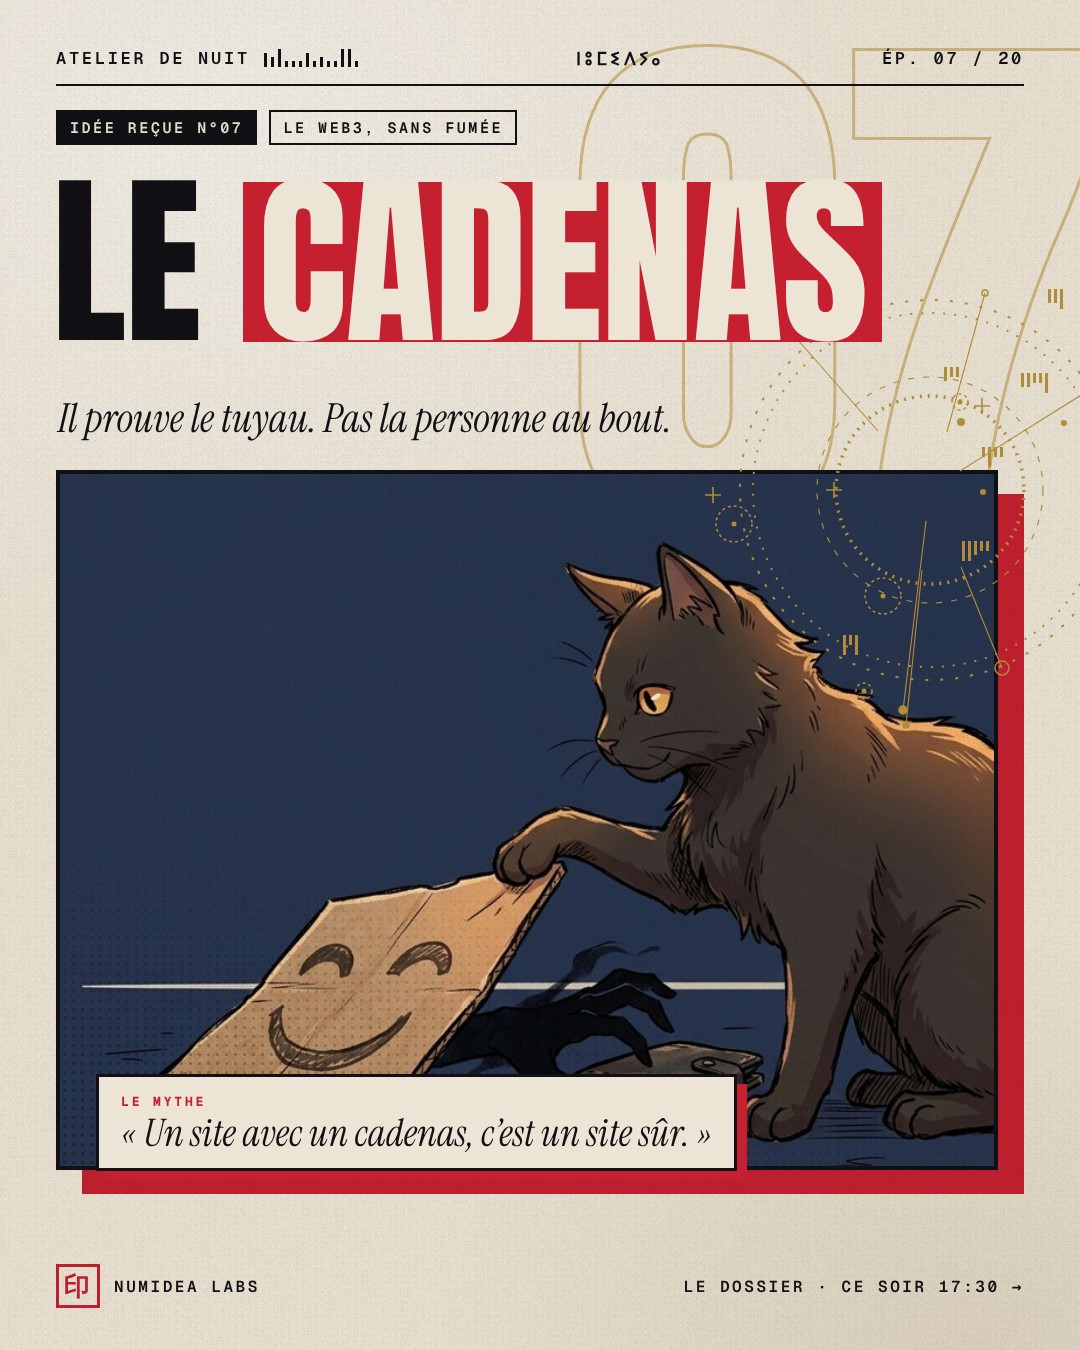 ATELIER DE NUIT
ⵏⵓⵎⵉⴷⵢⴰ
ÉP. 07 / 20
07
IDÉE REÇUE N°07
LE WEB3, SANS FUMÉE
LE CADENAS
Il prouve le tuyau. Pas la personne au bout.
LE MYTHE
« Un site avec un cadenas, c’est un site sûr. »
印 NUMIDEA LABS
LE DOSSIER · CE SOIR 17:30 →